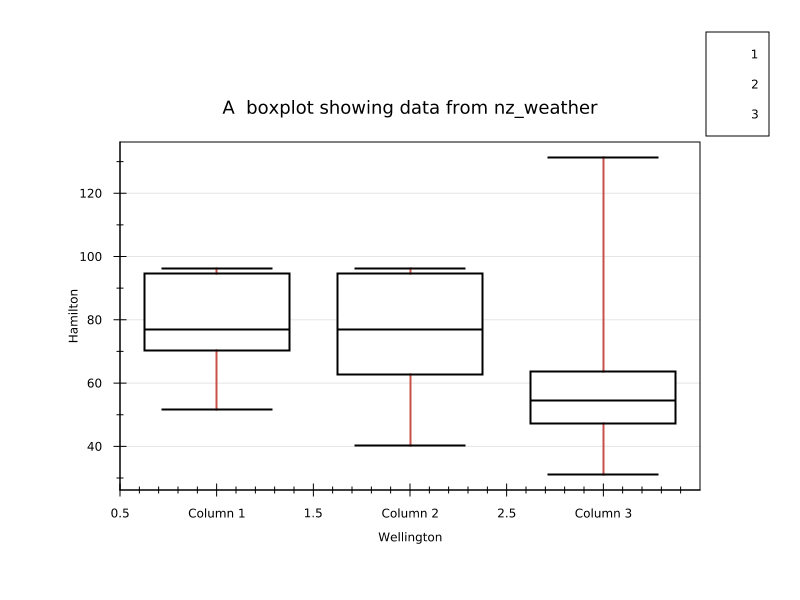 1
2
3
A  boxplot showing data from nz_weather
Hamilton
120
100
80
60
40
0.5
Column 1
1.5
Column 2
2.5
Column 3
Wellington